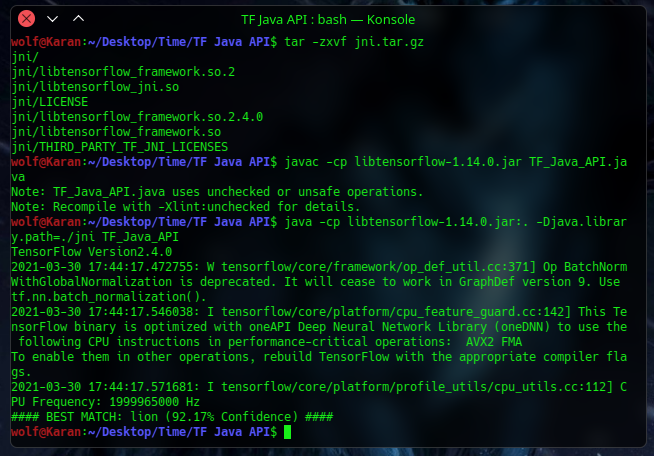 TF Java API : bash — Konsole
wolf@Karan:~/Desktop/Time/TF Java API$ tar -zxvf jni.tar.gz
jni/
jni/libtensorflow_framework.so.2
jni/libtensorflow_jni.so
jni/LICENSE
jni/libtensorflow_framework.so.2.4.0
jni/libtensorflow_framework.so
jni/THIRD_PARTY_TF_JNI_LICENSES
wolf@Karan:~/Desktop/Time/TF Java API$ javac -cp libtensorflow-1.14.0.jar TF_Java_API.ja
va
Note: TF_Java_API.java uses unchecked or unsafe operations.
Note: Recompile with -Xlint:unchecked for details.
wolf@Karan:~/Desktop/Time/TF Java API$ java -cp libtensorflow-1.14.0.jar:. -Djava.librar
y.path=./jni TF_Java_API
TensorFlow Version2.4.0
2021-03-30 17:44:17.472755: W tensorflow/core/framework/op_def_util.cc:371] Op BatchNorm
WithGlobalNormalization is deprecated. It will cease to work in GraphDef version 9. Use
tf.nn.batch_normalization().
2021-03-30 17:44:17.546038: I tensorflow/core/platform/cpu_feature_guard.cc:142] This Te
nsorFlow binary is optimized with oneAPI Deep Neural Network Library (oneDNN) to use the
following CPU instructions in performance-critical operations:  AVX2 FMA
To enable them in other operations, rebuild TensorFlow with the appropriate compiler fla
gs.
2021-03-30 17:44:17.571681: I tensorflow/core/platform/profile_utils/cpu_utils.cc:112] C
PU Frequency: 1999965000 Hz
#### BEST MATCH: lion (92.17% Confidence) ####
wolf@Karan:~/Desktop/Time/TF Java API$